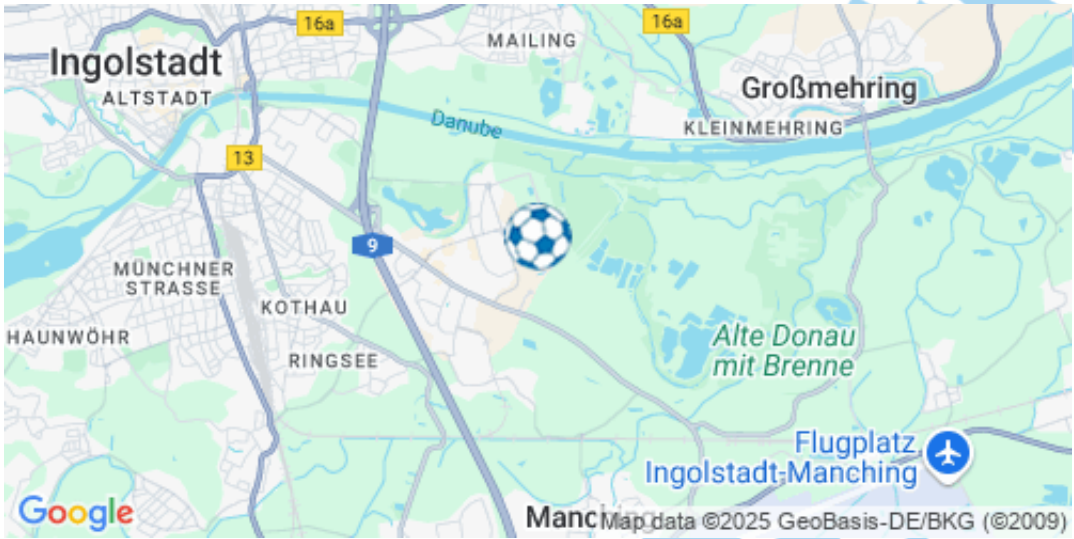 16a
16a
MAILING
Ingolstadt
Großmehring
ALTSTADT
Danube
KLEINMEHRING
13
9
MÜNCHNER
STRASSE
KOTHAU
HAUNWÖHR
Alte Donau
mit Brenne
RINGSEE
Flugplatz
Ingolstadt-Manching
Google
Manching
Map data ©2025 GeoBasis-DE/BKG (©2009)